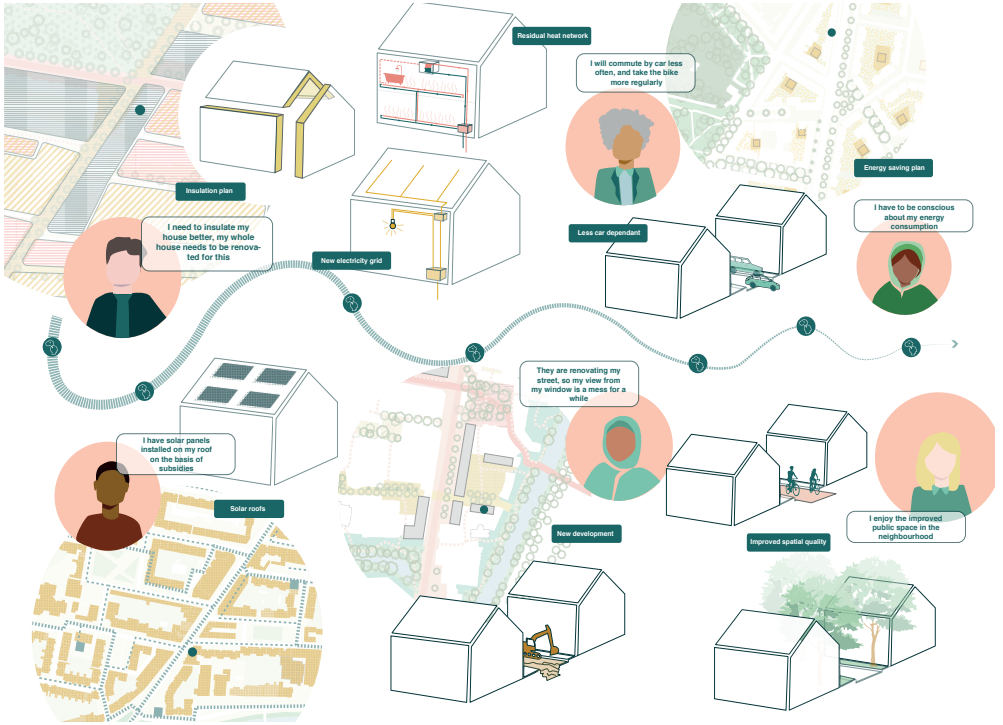 Residual heat network
I will commute by car less
often, and take the bike
more regularly
Energy saving plan
Insulation plan
I have to be conscious
about my energy
consumption
I need to insulate my
house better, my whole
house needs to be renova-
ted for this
Less car dependant
New electricity grid
They are renovating my
street, so my view from
my window is a mess for a
while
I have solar panels
installed on my roof
on the basis of
subsidies
Solar roofs
New development
I enjoy the improved
public space in the
neighbourhood
Improved spatial quality